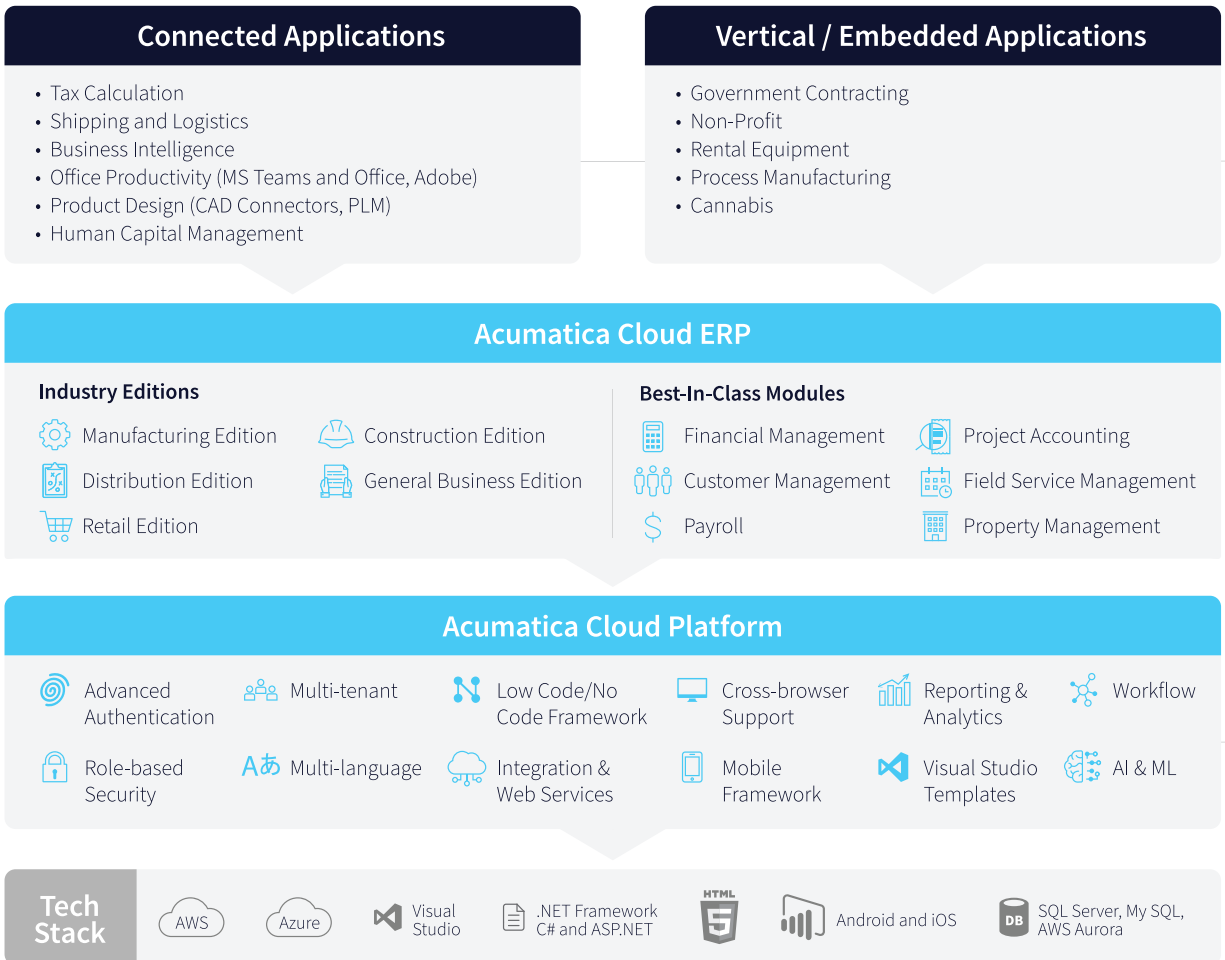 Connected Applications
• Tax Calculation
• Shipping and Logistics
• Business Intelligence
• Office Productivity (MS Teams and Office, Adobe)
• Product Design (CAD Connectors, PLM)
• Human Capital Management
Vertical / Embedded Applications
• Government Contracting
• Non-Profit
• Rental Equipment
• Process Manufacturing
• Cannabis
Acumatica Cloud ERP
Industry Editions
Manufacturing Edition
Construction Edition
Distribution Edition
General Business Edition
Retail Edition
Best-In-Class Modules
Financial Management
Project Accounting
Customer Management
Field Service Management
$
Payroll
Property Management
Acumatica Cloud Platform
Advanced
Authentication
Multi-tenant
Low Code/No
Code Framework
Cross-browser
Support
Reporting &
Analytics
Workflow
Role-based
Security
Aあ
Multi-language
Integration &
Web Services
Mobile
Framework
Visual Studio
Templates
AI & ML
Tech
Stack
AWS
Azure
Visual
Studio
.NET Framework
C# and ASP.NET
HTML
5
Android and iOS
DB
SQL Server, My SQL,
AWS Aurora